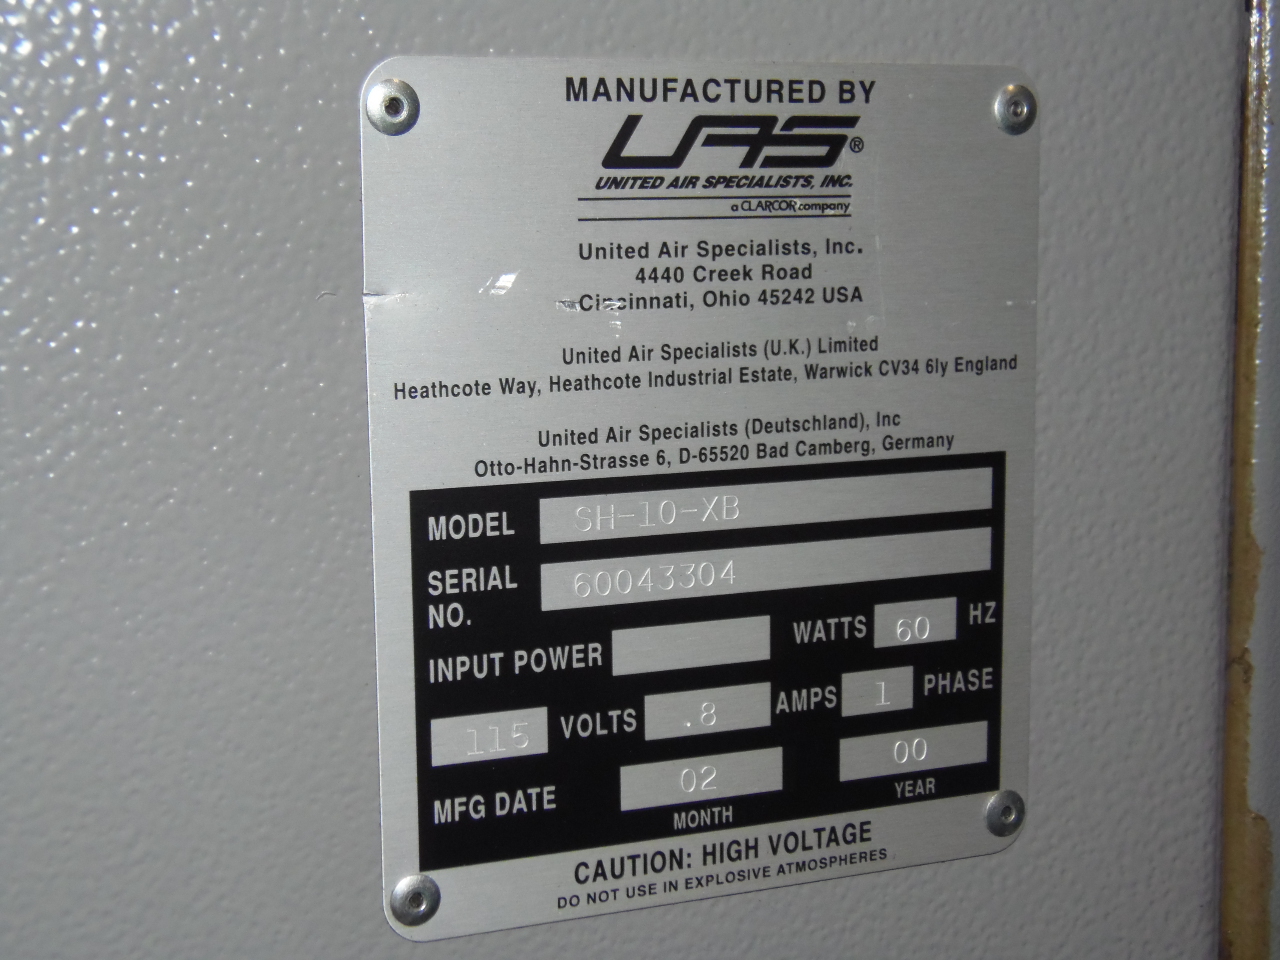 MANUFACTURED BY
UAS®
UNITED AIR SPECIALISTS, INC.
a CLARCOR company
United Air Specialists, Inc.
4440 Creek Road
Cincinnati, Ohio 45242 USA
United Air Specialists (U.K.) Limited
Heathcote Way, Heathcote Industrial Estate, Warwick CV34 6ly England
United Air Specialists (Deutschland), Inc
Otto-Hahn-Strasse 6, D-65520 Bad Camberg, Germany
MODEL SH-10-XB
SERIAL NO. 60043304
INPUT POWER WATTS 60 HZ
115 VOLTS .8 AMPS 1 PHASE
MFG DATE 02 00
MONTH YEAR
CAUTION: HIGH VOLTAGE
DO NOT USE IN EXPLOSIVE ATMOSPHERES